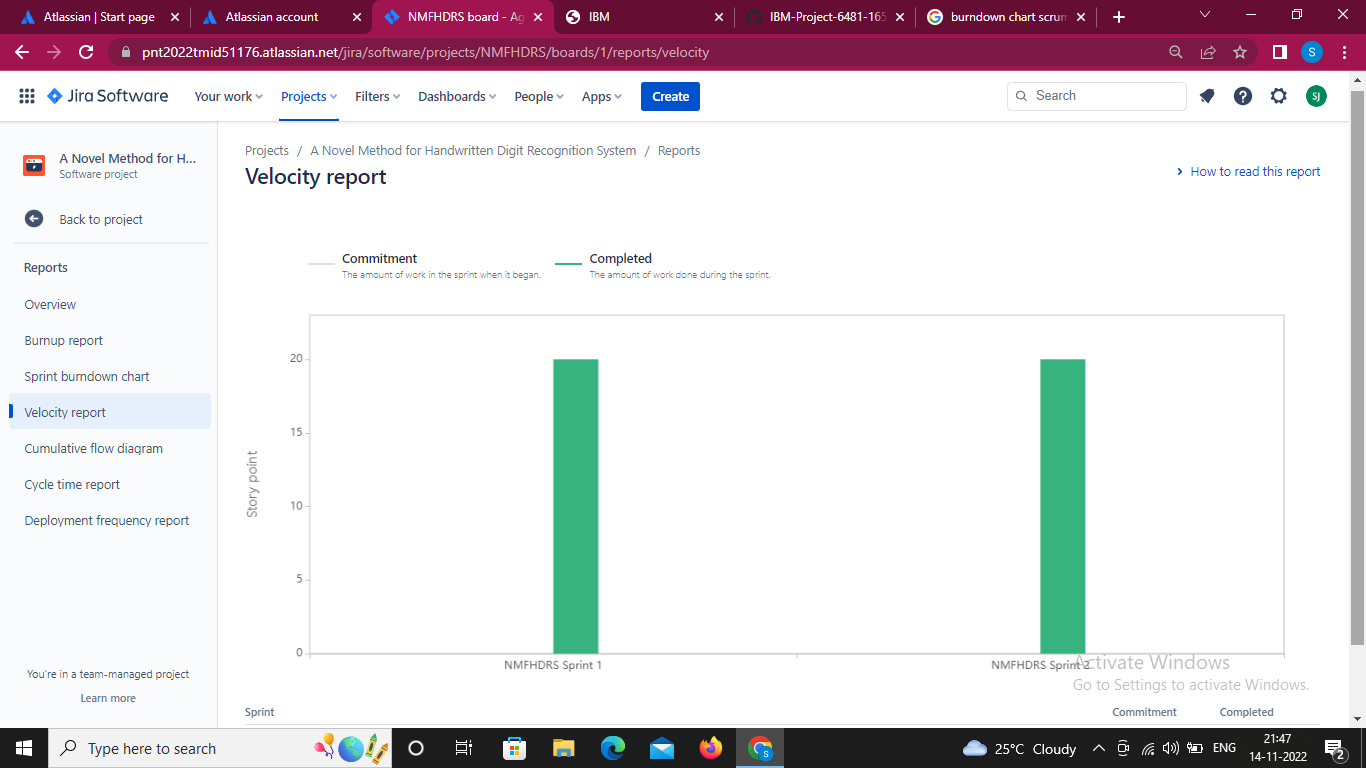 Atlassian | Start page
Atlassian account
NMFHDRS board - Ag
IBM
IBM-Project-6481-165
burndown chart scrum
pnt2022tmid51176.atlassian.net/jira/software/projects/NMFHDRS/boards/1/reports/velocity
S
Jira Software
Your work
Projects
Filters
Dashboards
People
Apps
Create
Search
SJ
A Novel Method for H...
Software project
Back to project
Reports
Overview
Burnup report
Sprint burndown chart
Velocity report
Cumulative flow diagram
Cycle time report
Deployment frequency report
You're in a team-managed project
Learn more
Projects / A Novel Method for Handwritten Digit Recognition System / Reports
Velocity report
How to read this report
Commitment
The amount of work in the sprint when it began.
Completed
The amount of work done during the sprint.
Story point
20
15
10
5
0
NMFHDRS Sprint 1
NMFHDRS Sprint 2
Activate Windows
Go to Settings to activate Windows.
Sprint Commitment Completed
Type here to search
25°C Cloudy
ENG
21:47
14-11-2022
2